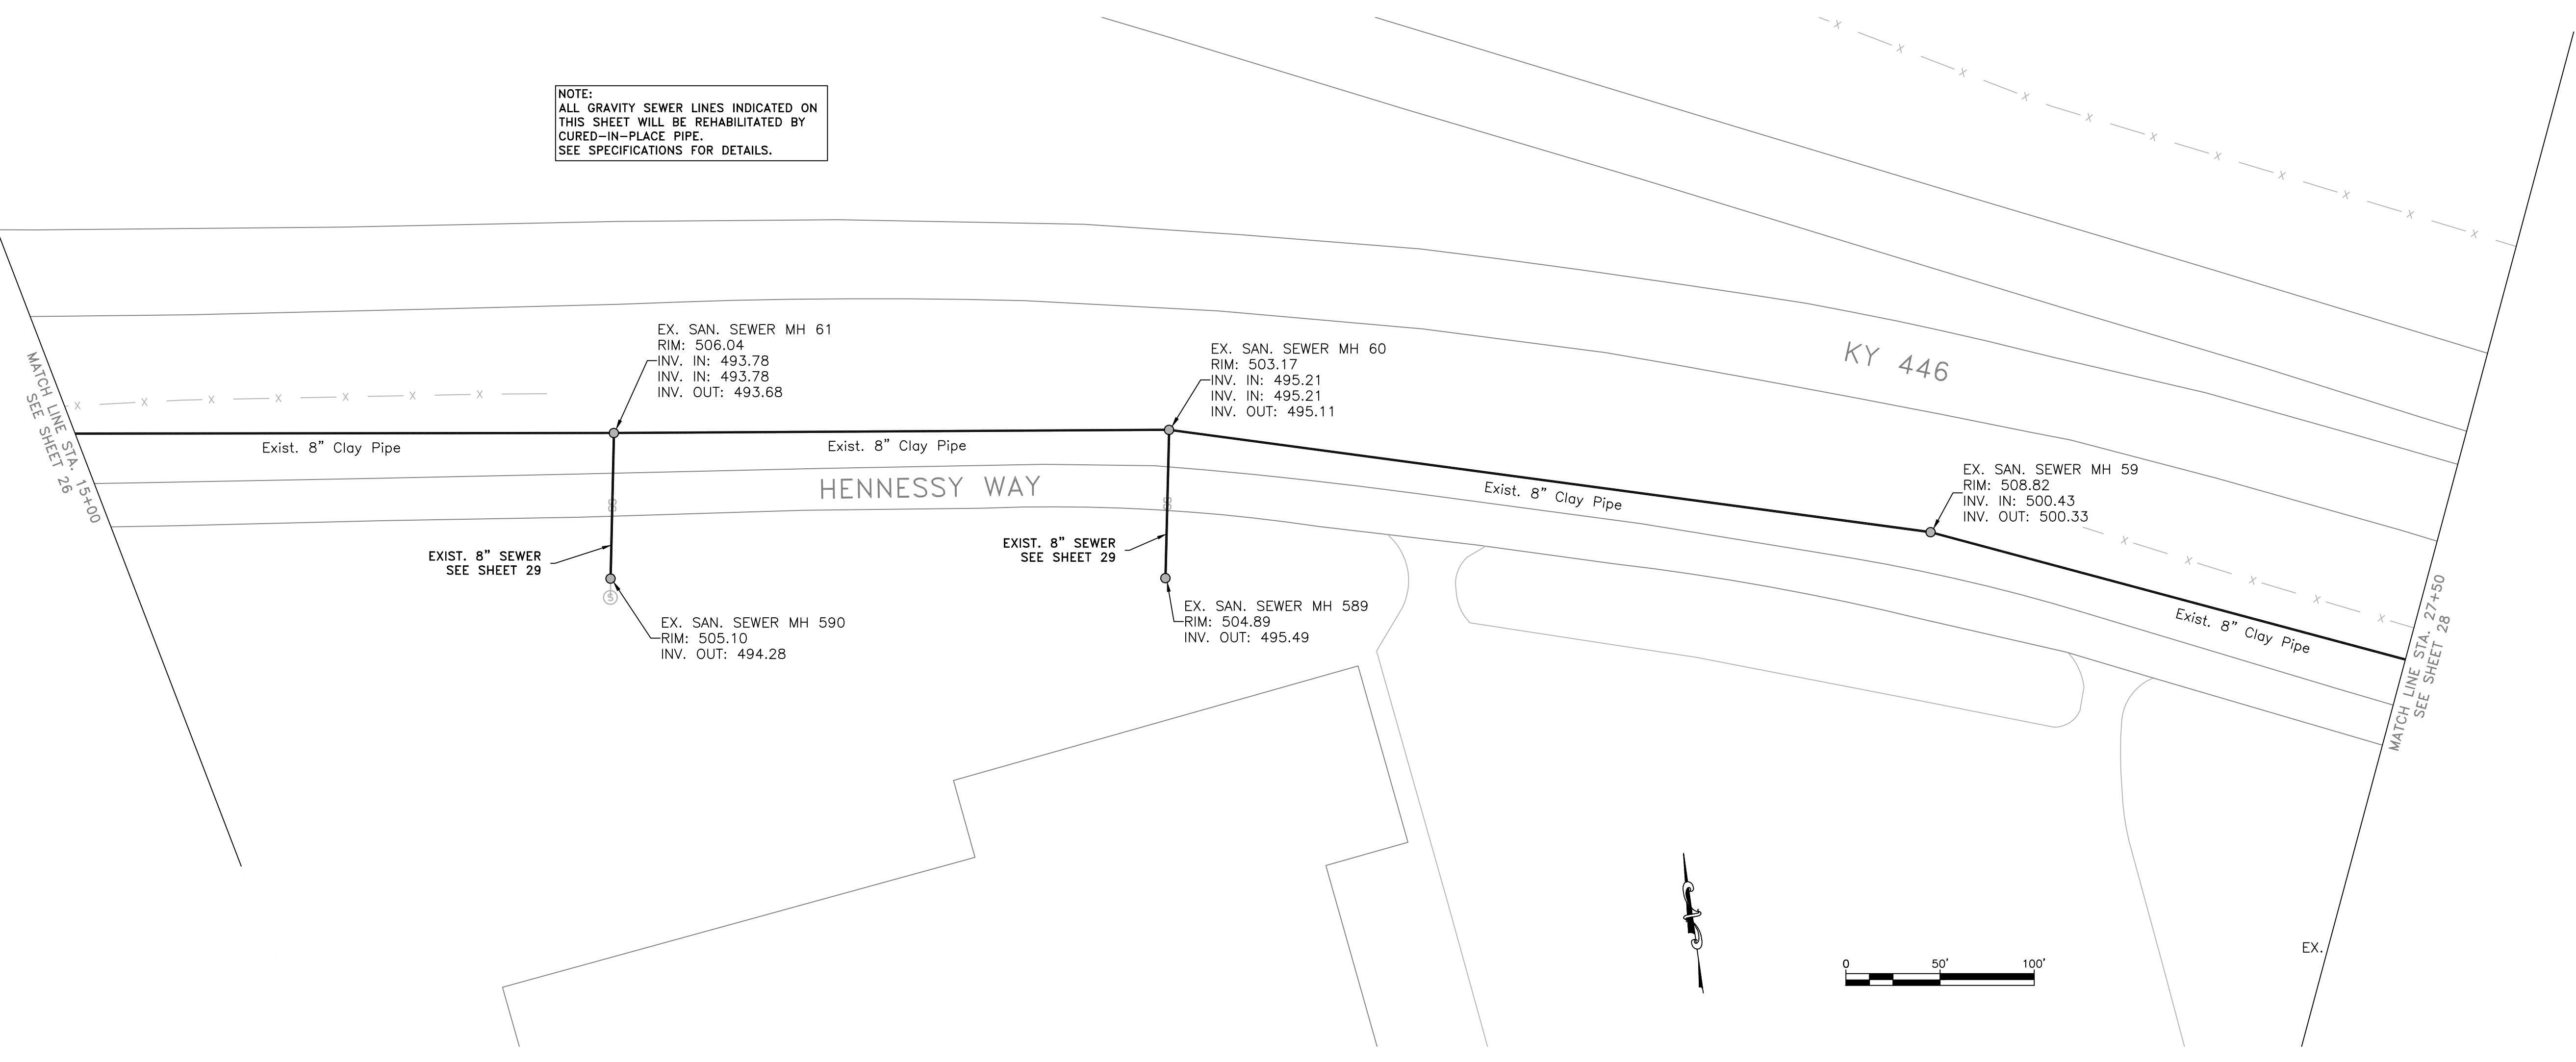 NOTE:
ALL GRAVITY SEWER LINES INDICATED ON
THIS SHEET WILL BE REHABILITATED BY
CURED-IN-PLACE PIPE.
SEE SPECIFICATIONS FOR DETAILS.
MATCH LINE STA. 15+00
SEE SHEET 26
EX. SAN. SEWER MH 61
RIM: 506.04
INV. IN: 493.78
INV. IN: 493.78
INV. OUT: 493.68
EX. SAN. SEWER MH 60
RIM: 503.17
INV. IN: 495.21
INV. IN: 495.21
INV. OUT: 495.11
KY 446
EX. SAN. SEWER MH 59
RIM: 508.82
INV. IN: 500.43
INV. OUT: 500.33
Exist. 8" Clay Pipe
Exist. 8" Clay Pipe
Exist. 8" Clay Pipe
Exist. 8" Clay Pipe
HENNESSY WAY
SS
SS
EXIST. 8" SEWER
SEE SHEET 29
EXIST. 8" SEWER
SEE SHEET 29
S
EX. SAN. SEWER MH 590
RIM: 505.10
INV. OUT: 494.28
EX. SAN. SEWER MH 589
RIM: 504.89
INV. OUT: 495.49
MATCH LINE STA. 27+50
SEE SHEET 28
EX.
0 50' 100'